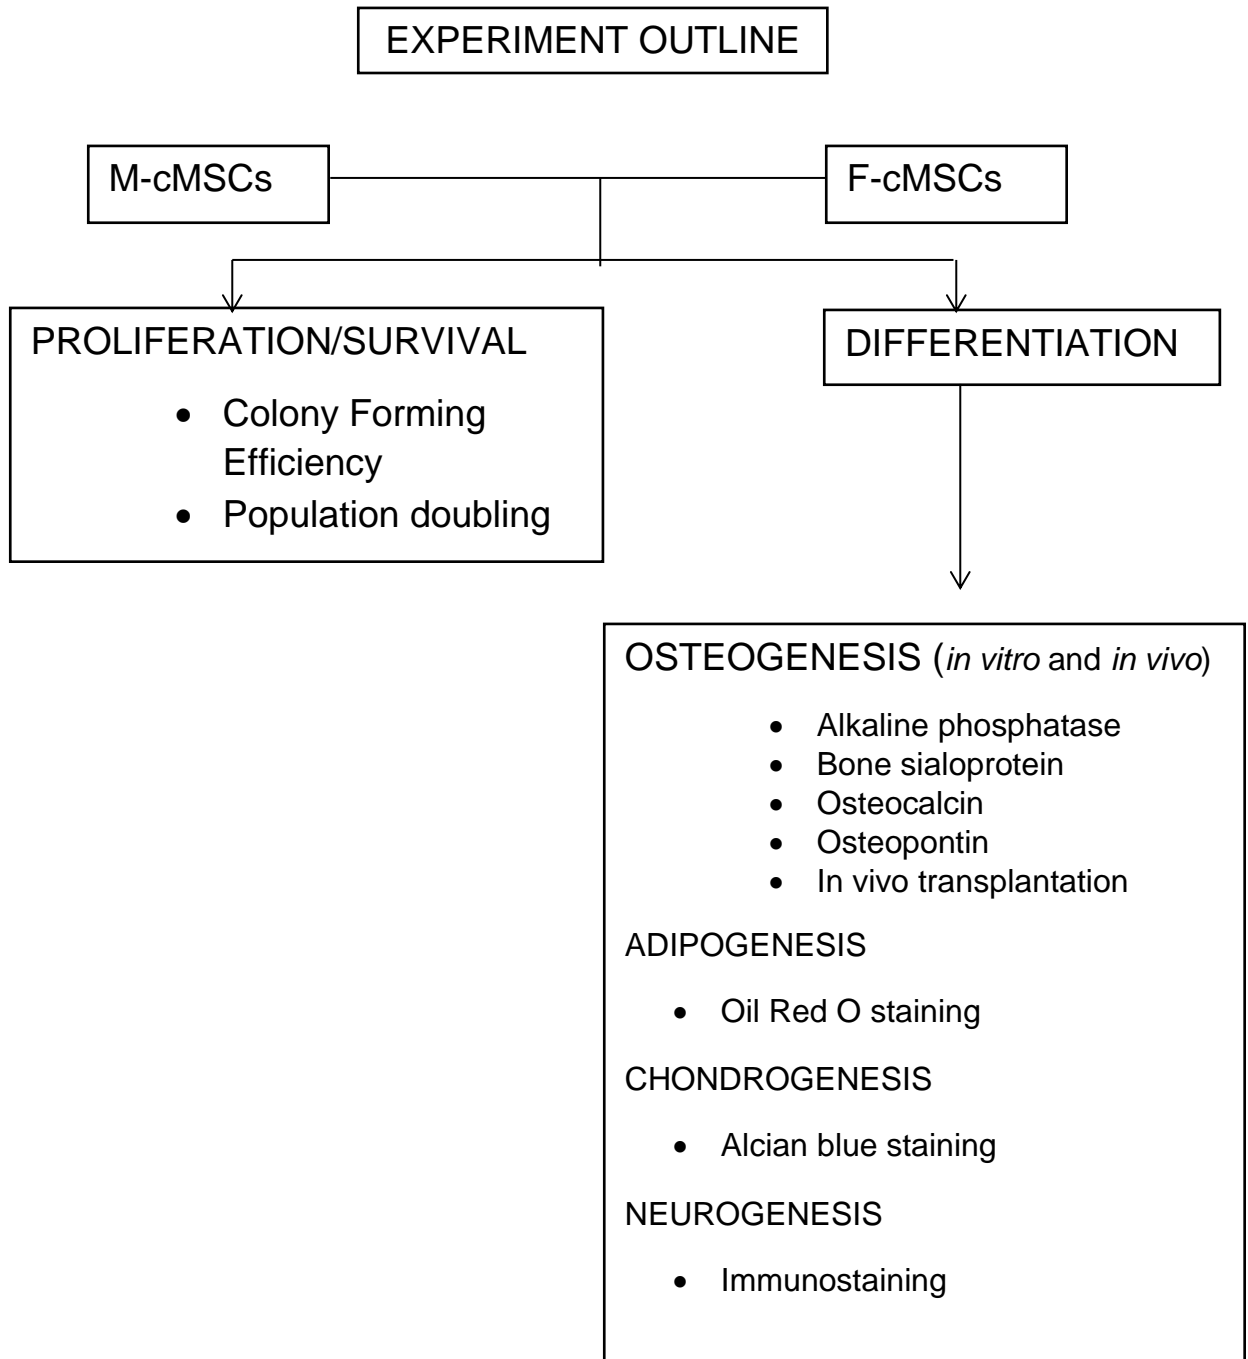 EXPERIMENT OUTLINE
M-cMSCs
F-cMSCs
PROLIFERATION/SURVIVAL
• Colony Forming
Efficiency
• Population doubling
DIFFERENTIATION
OSTEOGENESIS (in vitro and in vivo)
• Alkaline phosphatase
• Bone sialoprotein
• Osteocalcin
• Osteopontin
• In vivo transplantation
ADIPOGENESIS
• Oil Red O staining
CHONDROGENESIS
• Alcian blue staining
NEUROGENESIS
• Immunostaining